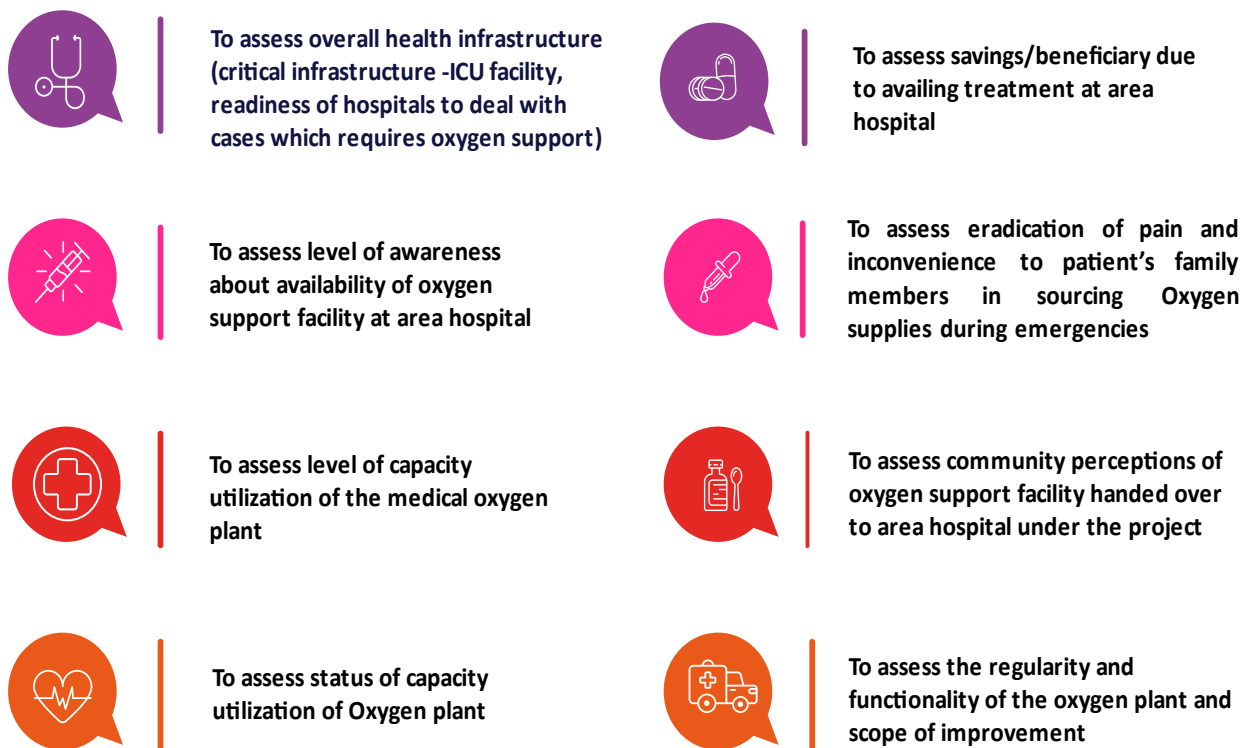 To assess overall health infrastructure
(critical infrastructure -ICU facility,
readiness of hospitals to deal with
cases which requires oxygen support)
To assess savings/beneficiary due
to availing treatment at area
hospital
To assess level of awareness
about availability of oxygen
support facility at area hospital
To assess eradication of pain and
inconvenience to patient’s family
members in sourcing Oxygen
supplies during emergencies
To assess level of capacity
utilization of the medical oxygen
plant
To assess community perceptions of
oxygen support facility handed over
to area hospital under the project
To assess status of capacity
utilization of Oxygen plant
To assess the regularity and
functionality of the oxygen plant and
scope of improvement